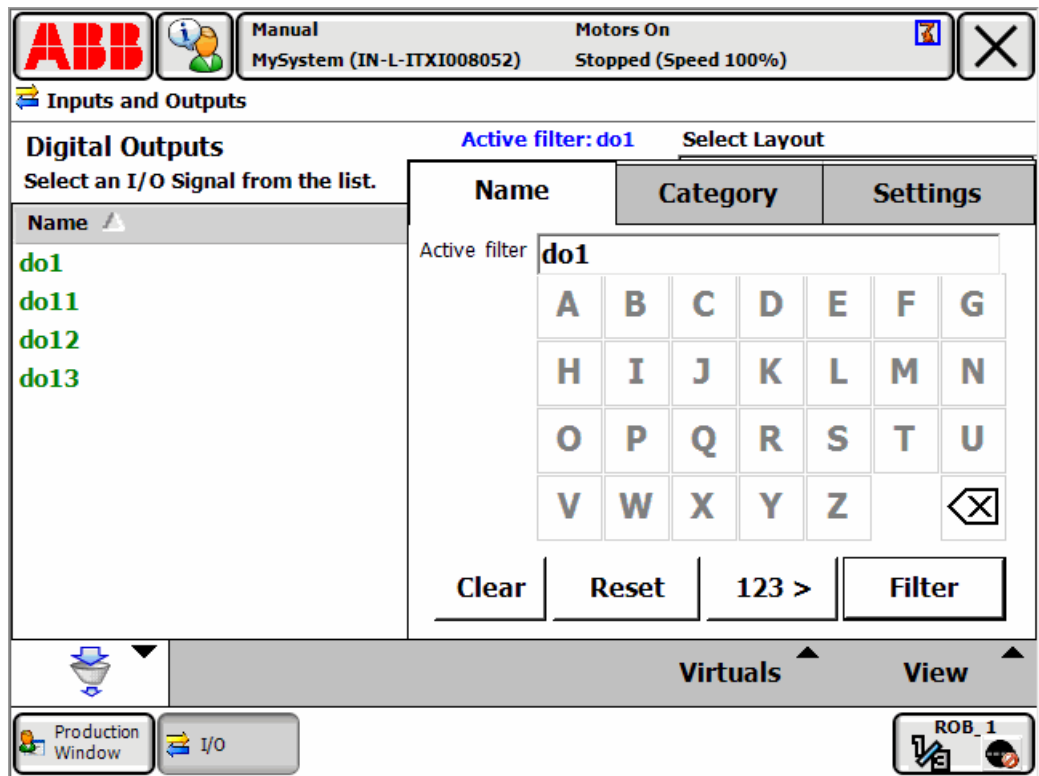 ABB
Manual
MySystem (IN-L-ITXI008052)
Motors On
Stopped (Speed 100%)
Inputs and Outputs
Digital Outputs
Active filter: do1
Select Layout
Select an I/O Signal from the list.
Name
do1
do11
do12
do13
Name Category Settings
Active filter do1
A B C D E F G
H I J K L M N
O P Q R S T U
V W X Y Z
Clear Reset 123 > Filter
Virtuals View
Production
Window
I/O
ROB_1
1/3